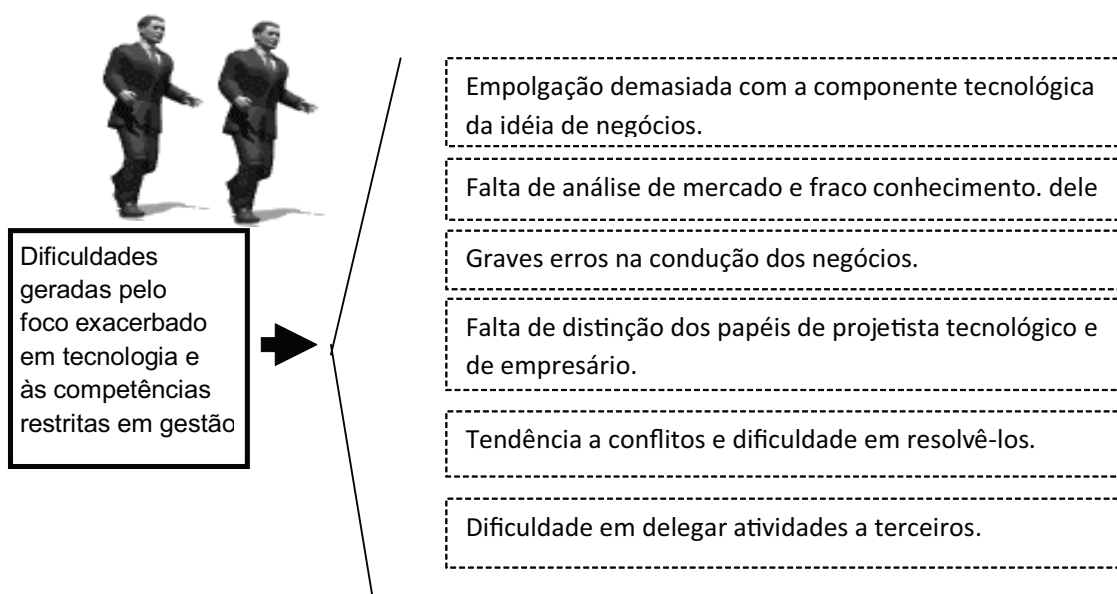 Dificuldades
geradas pelo
foco exacerbado
em tecnologia e
às competências
restritas em gestão
Empolgação demasiada com a componente tecnológica
da idéia de negócios.
Falta de análise de mercado e fraco conhecimento. dele
Graves erros na condução dos negócios.
Falta de distinção dos papéis de projetista tecnológico e
de empresário.
Tendência a conflitos e dificuldade em resolvê-los.
Dificuldade em delegar atividades a terceiros.